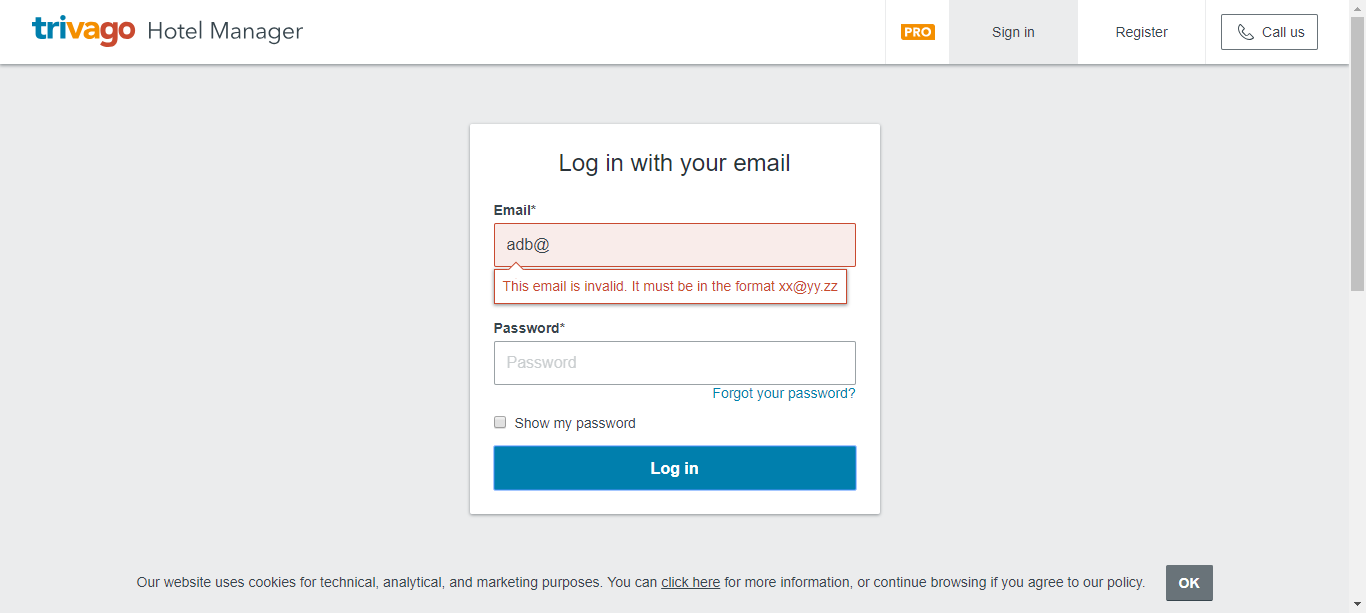 trivago Hotel Manager
PRO
Sign in
Register
Call us
Log in with your email
Email*
adb@
This email is invalid. It must be in the format xx@yy.zz
Password*
Password
Forgot your password?
Show my password
Log in
Our website uses cookies for technical, analytical, and marketing purposes. You can click here for more information, or continue browsing if you agree to our policy.
OK